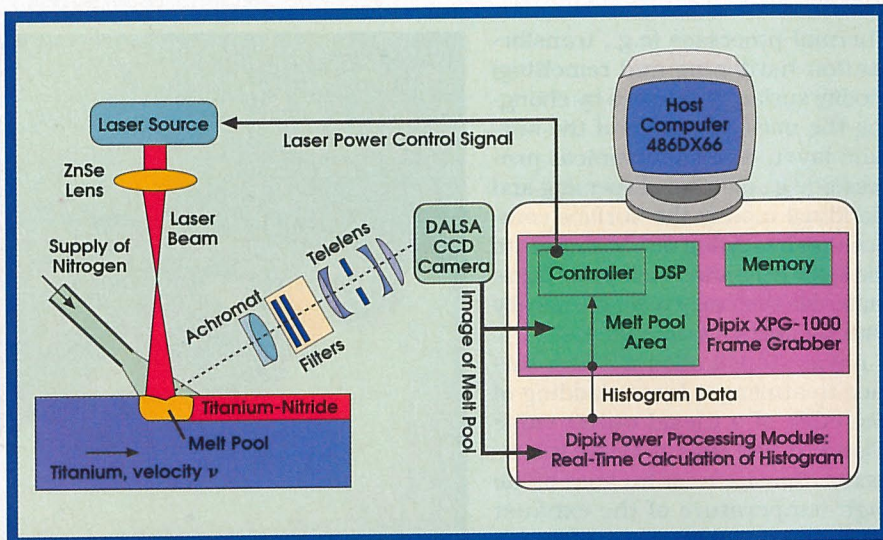 Laser Source
ZnSe
Lens
Laser
Beam
Supply of
Nitrogen
Achromat
Filters
Telelens
DALSA
CCD
Camera
Laser Power Control Signal
Image of Melt Pool
Titanium-Nitride
Melt Pool
Titanium, velocity ν
Host
Computer
486DX66
Controller
DSP
Memory
Melt Pool
Area
Dipix XPG-1000
Frame Grabber
Histogram Data
Dipix Power Processing Module:
Real-Time Calculation of Histogram